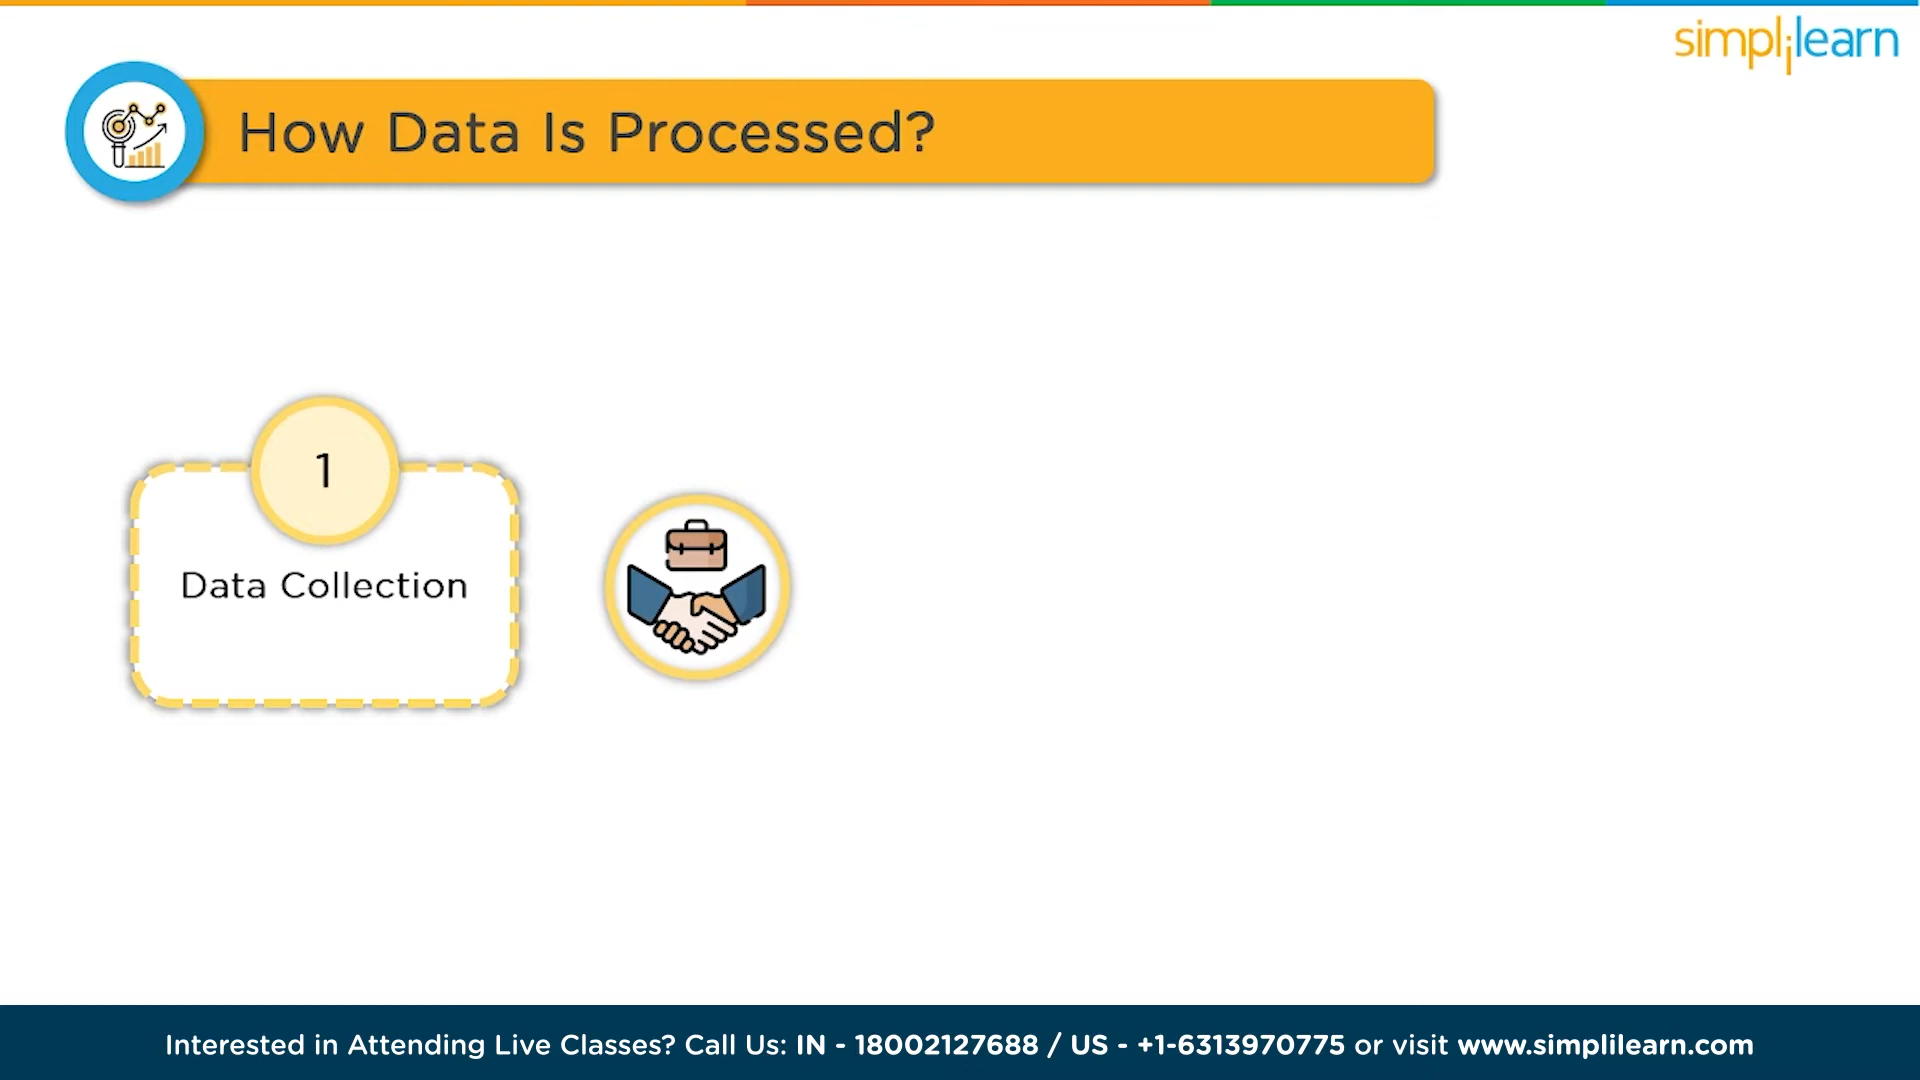 simplilearn
How Data Is Processed?
1
Data Collection
Interested in Attending Live Classes? Call Us: IN - 18002127688 / US - +1-6313970775 or visit www.simplilearn.com